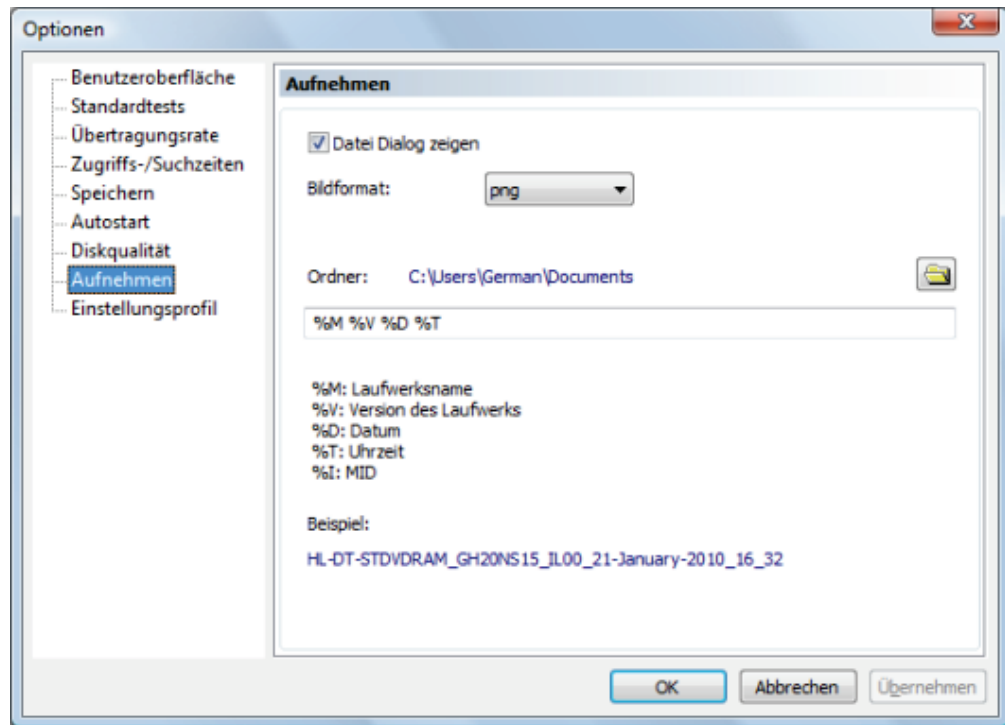 Optionen
Benutzeroberfläche
Standardtests
Übertragungsrate
Zugriffs-/Suchzeiten
Speichern
Autostart
Diskqualität
Aufnehmen
Einstellungsprofil
Aufnehmen
Datei Dialog zeigen
Bildformat: png
Ordner: C:\Users\German\Documents
%M %V %D %T
%M: Laufwerksname
%V: Version des Laufwerks
%D: Datum
%T: Uhrzeit
%I: MID
Beispiel:
HL-DT-STDVDRAM_GH20NS15_IL00_21-January-2010_16_32
OK Abbrechen Übernehmen